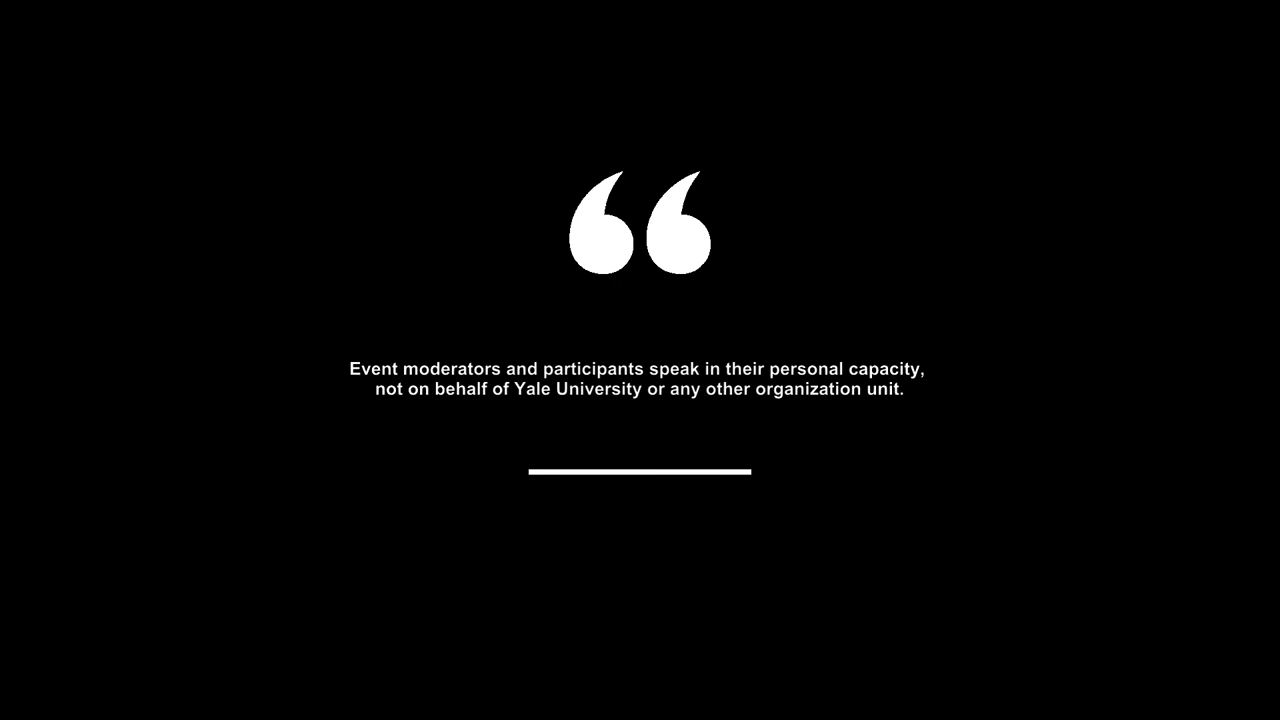 “
Event moderators and participants speak in their personal capacity,
not on behalf of Yale University or any other organization unit.